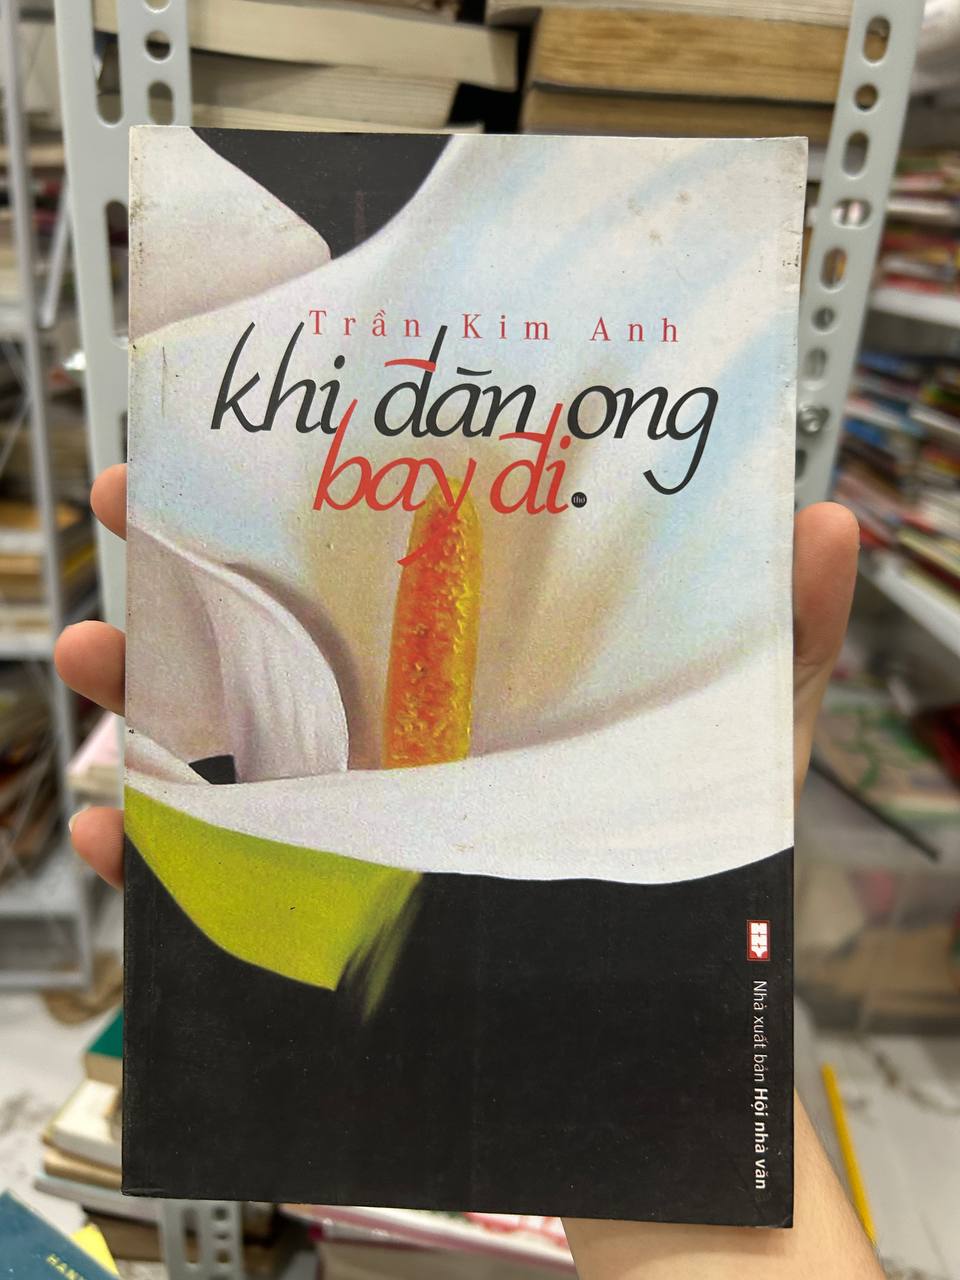 Trần Kim Anh
khi đàn ong
bay đi.
thơ
Nhà xuất bản Hội nhà văn